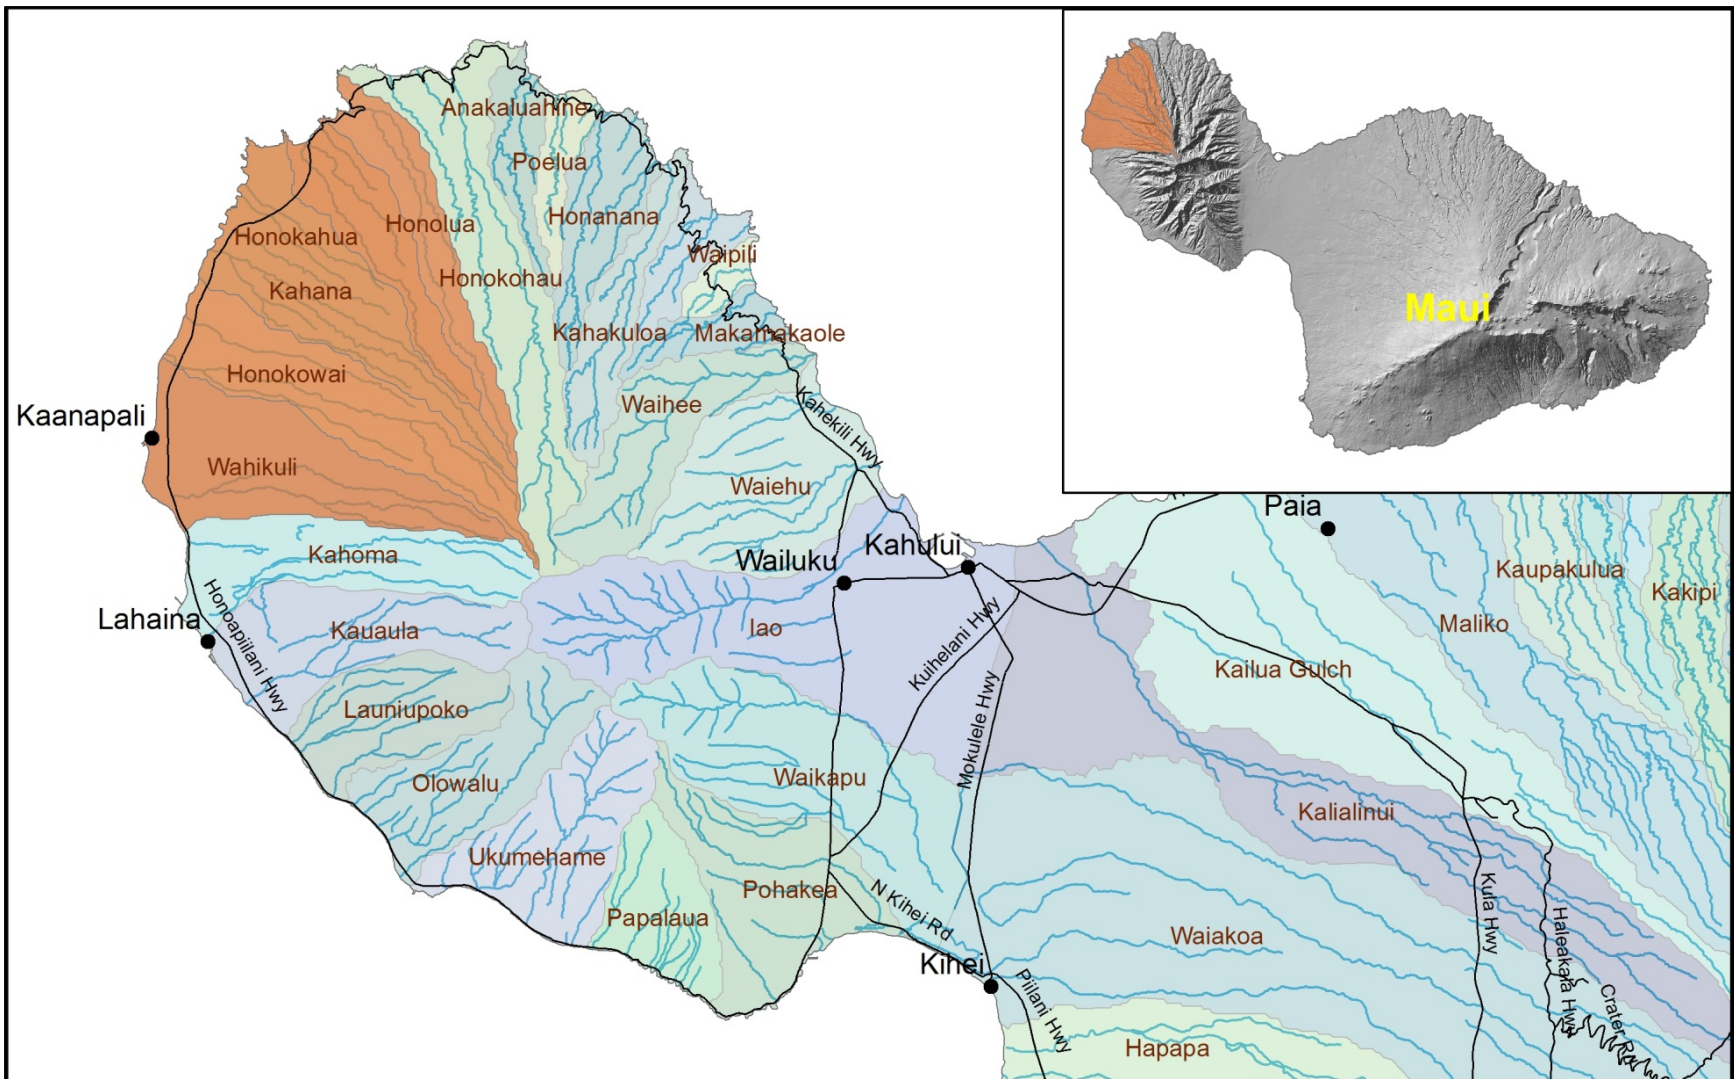 Maui
Anakaluahine
Poelua
Honanana
Honokahua
Honolua
Waipili
Honokohau
Kahana
Kahakuloa
Makamakaole
Honokowai
Waihee
Kaanapali
Kahekili Hwy
Wahikuli
Waiehu
Paia
Kahoma
Wailuku
Kahului
Kaupakulua
Kakipi
Lahaina
Honoapiilani Hwy
Kauaula
Iao
Maliko
Kuihelani Hwy
Kailua Gulch
Launiupoko
Mokulele Hwy
Olowalu
Waikapu
Kalialinui
Ukumehame
Pohakea
Papalaua
N Kihei Rd
Kula Hwy
Haleakala Hwy
Waiakoa
Kihei
Piilani Hwy
Crater Rd
Hapapa